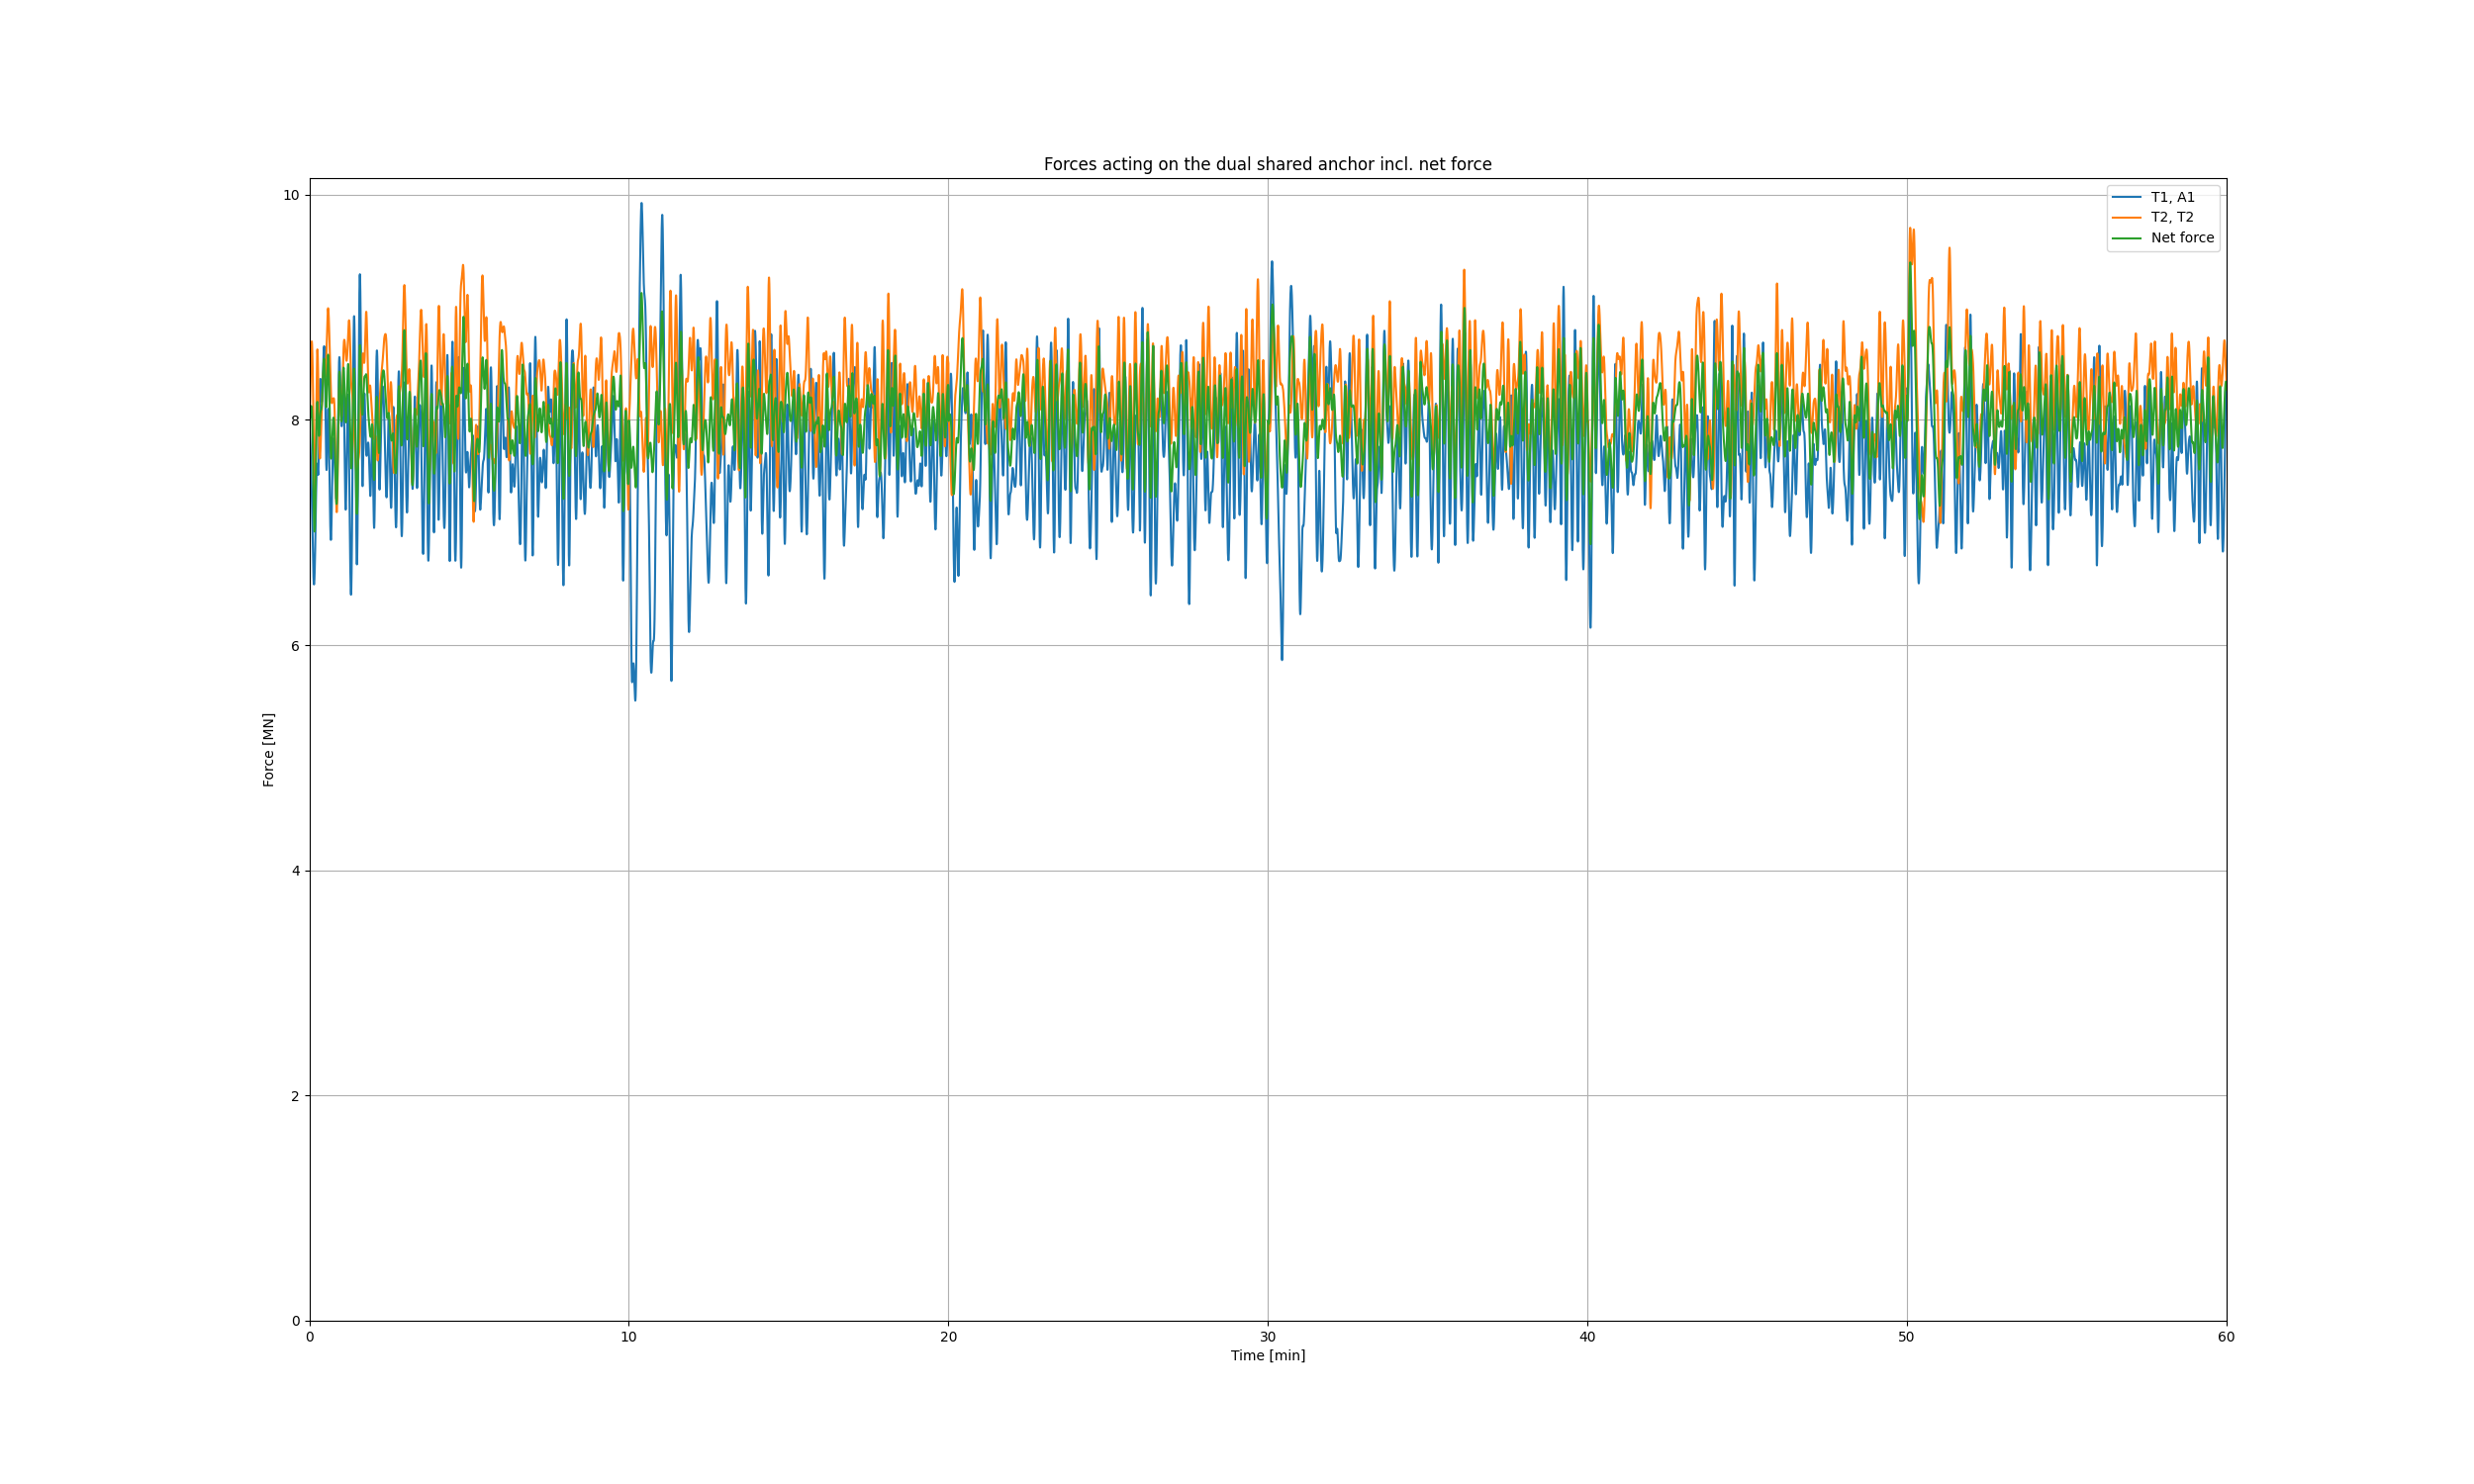 Forces acting on the dual shared anchor incl. net force
T1, A1
T2, T2
Net force
10
8
6
4
2
0
Force [MN]
0 10 20 30 40 50 60
Time [min]